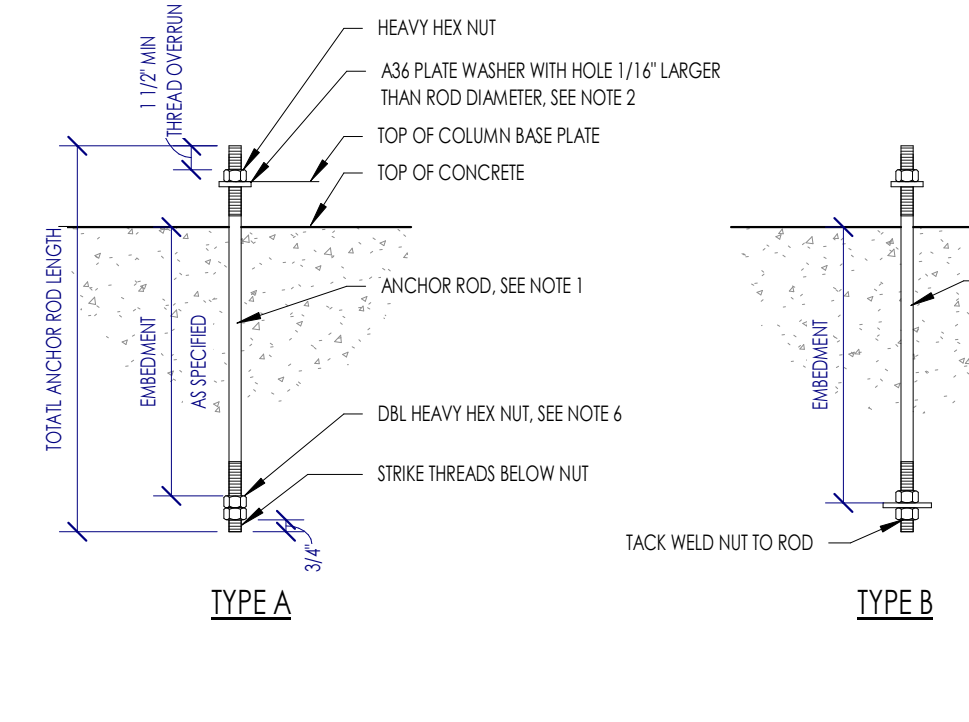 1 1/2" MIN
THREAD OVERRUN
HEAVY HEX NUT
A36 PLATE WASHER WITH HOLE 1/16" LARGER
THAN ROD DIAMETER, SEE NOTE 2
TOP OF COLUMN BASE PLATE
TOP OF CONCRETE
TOTATL ANCHOR ROD LENGTH
EMBEDMENT
AS SPECIFIED
ANCHOR ROD, SEE NOTE 1
DBL HEAVY HEX NUT, SEE NOTE 6
STRIKE THREADS BELOW NUT
3/4"
TYPE A
EMBEDMENT
TACK WELD NUT TO ROD
TYPE B